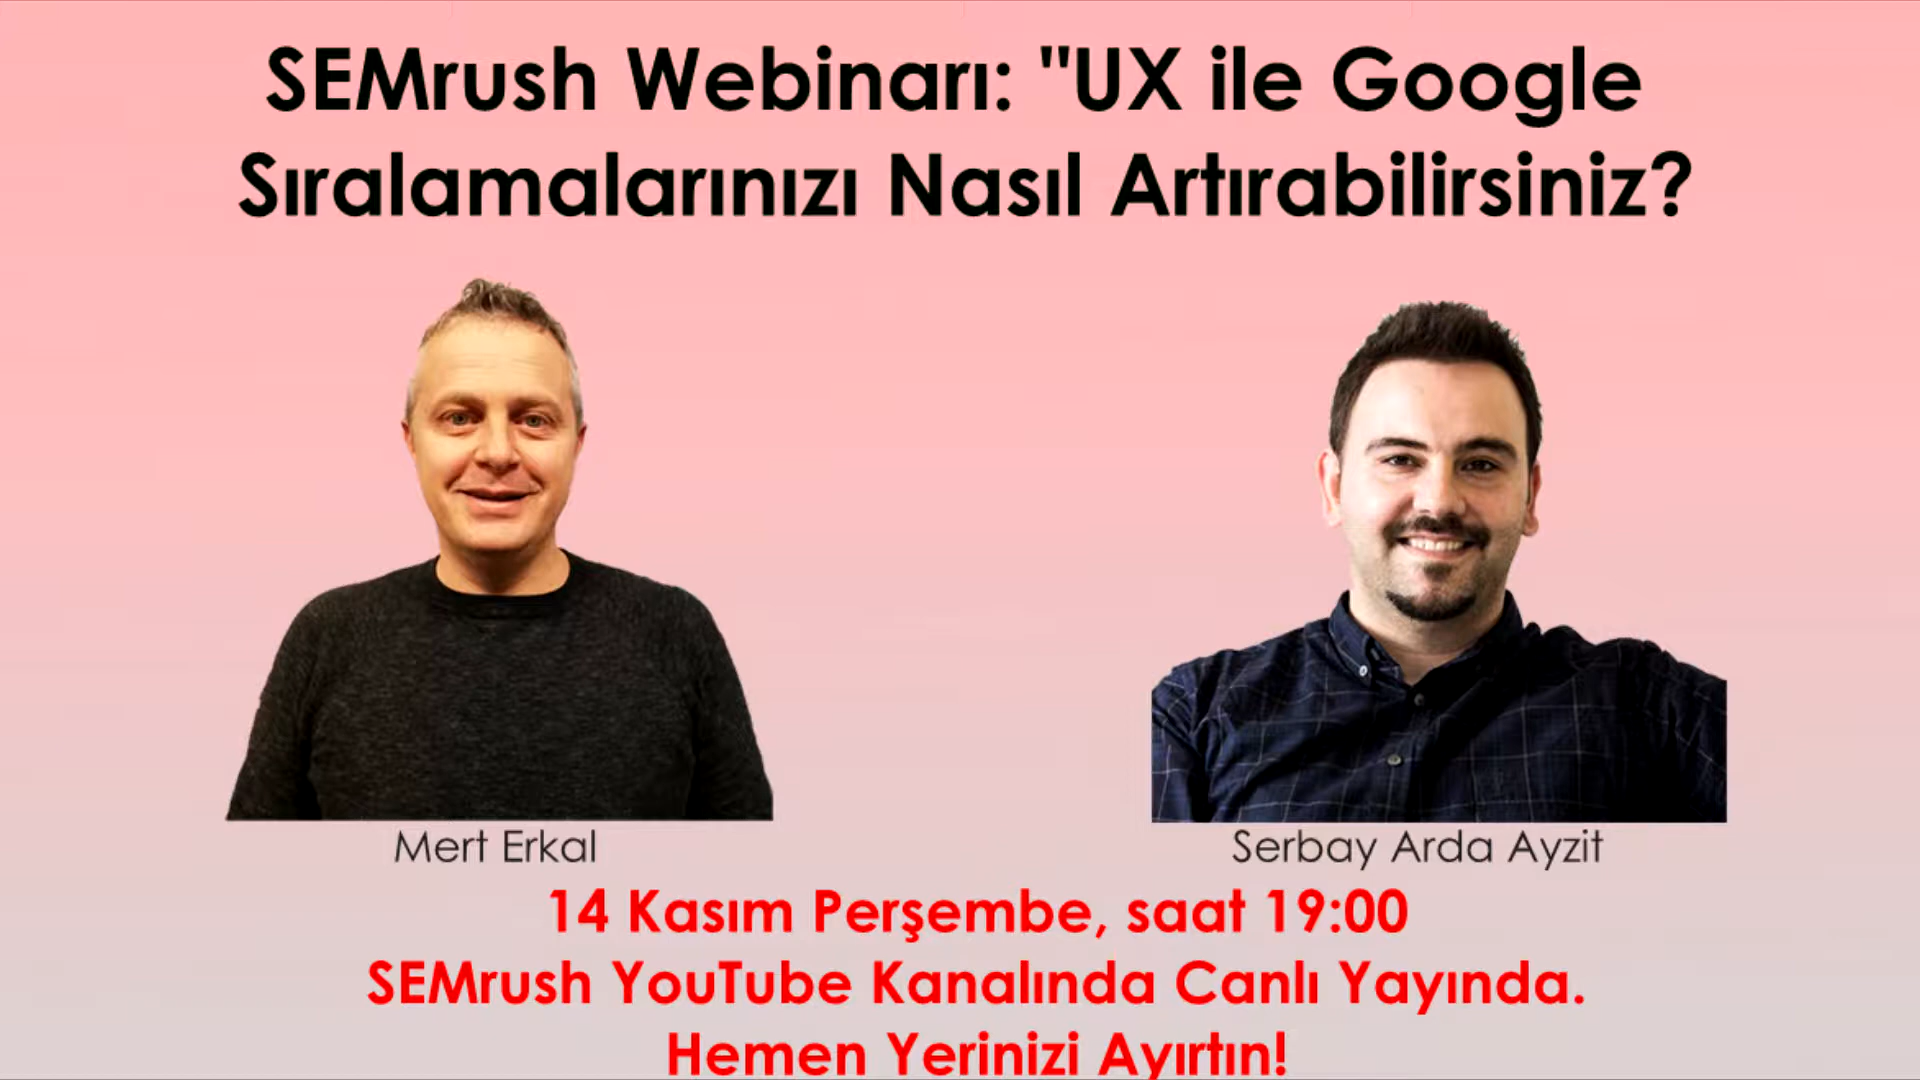 SEMrush Webinarı: "UX ile Google
Sıralamalarınızı Nasıl Artırabilirsiniz?
Mert Erkal
Serbay Arda Ayzit
14 Kasım Perşembe, saat 19:00
SEMrush YouTube Kanalında Canlı Yayında.
Hemen Yerinizi Ayırtın!